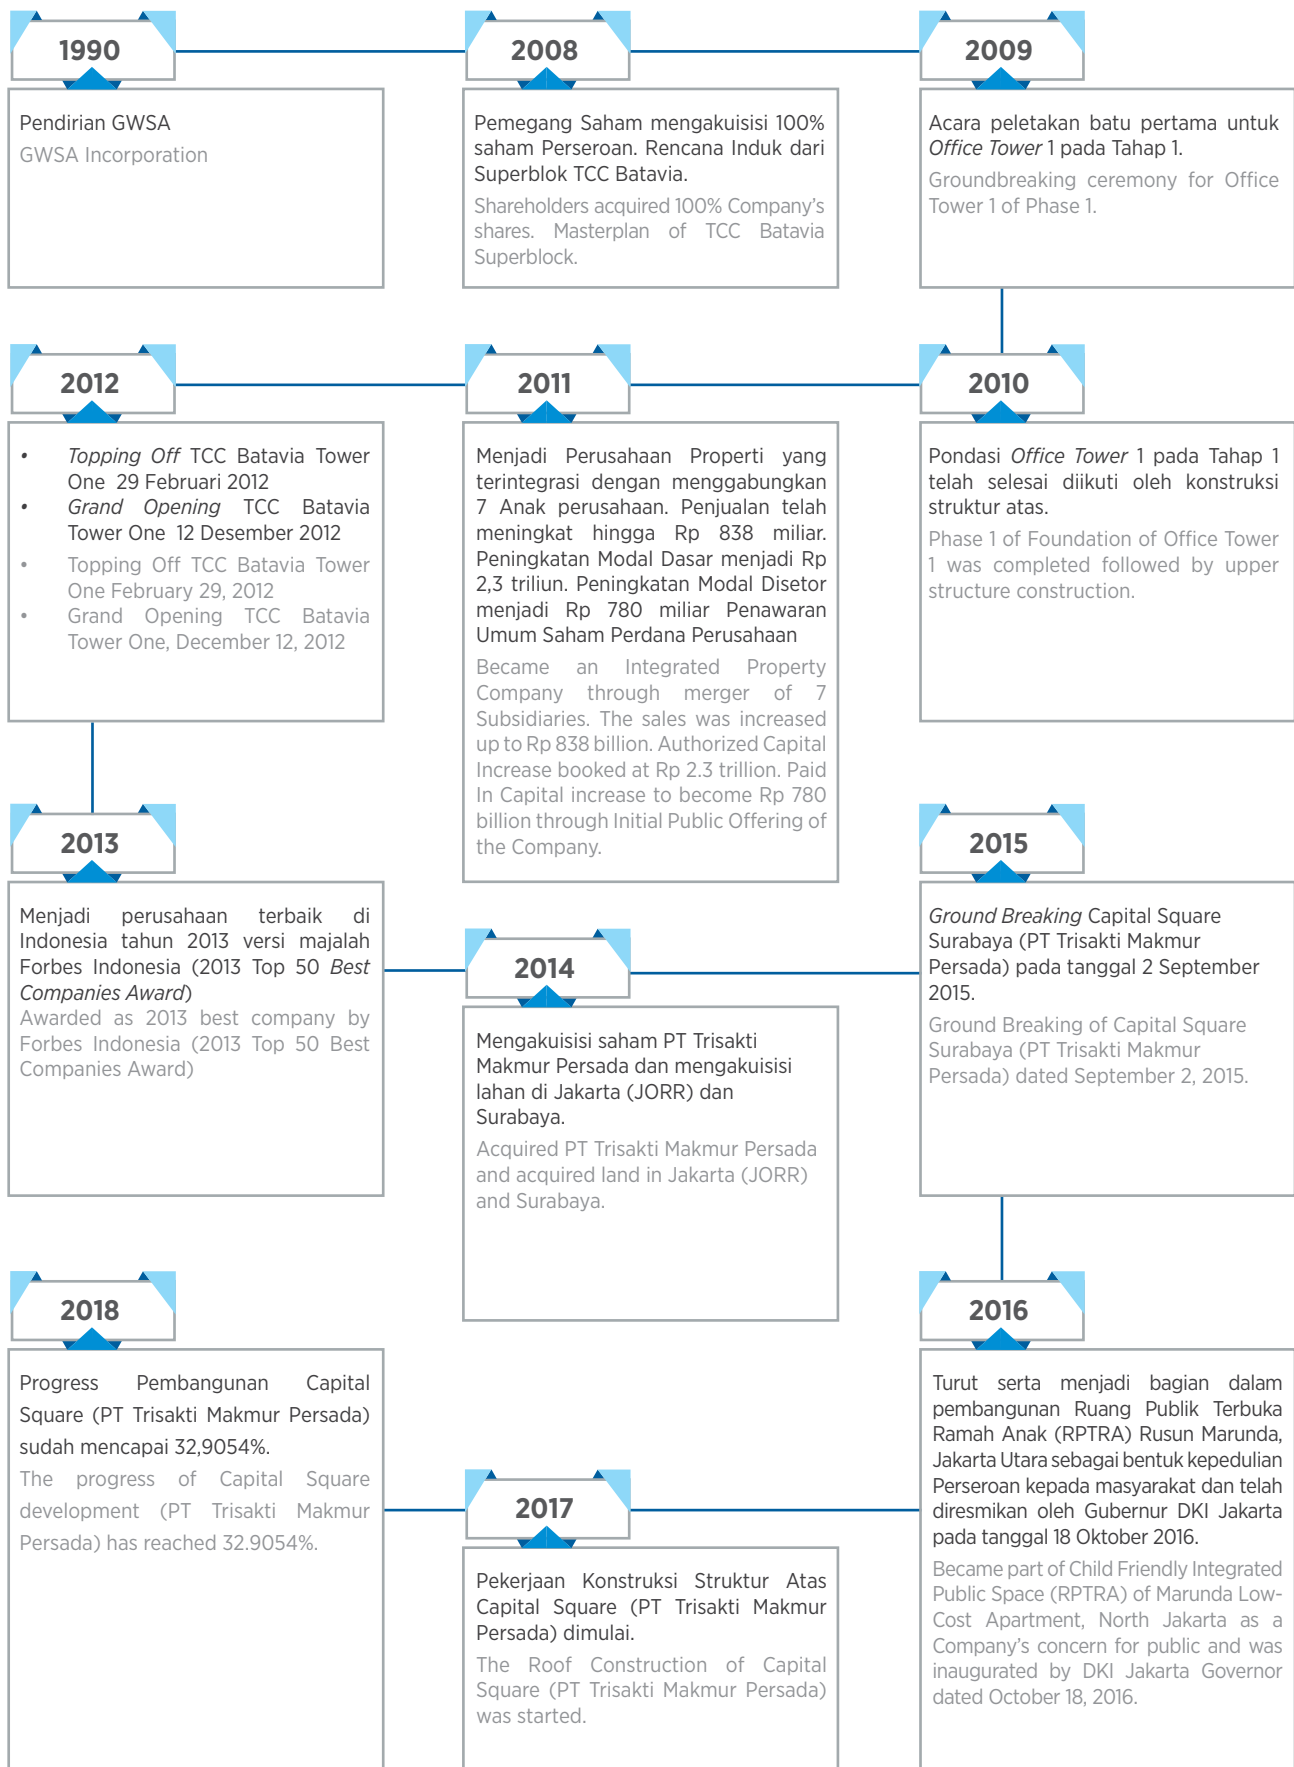 1990
Pendirian GWSA
GWSA Incorporation
2008
Pemegang Saham mengakuisisi 100%
saham Perseroan. Rencana Induk dari
Superblok TCC Batavia.
Shareholders acquired 100% Company's
shares. Masterplan of TCC Batavia
Superblock.
2009
Acara peletakan batu pertama untuk
Office Tower 1 pada Tahap 1.
Groundbreaking ceremony for Office
Tower 1 of Phase 1.
2010
Pondasi Office Tower 1 pada Tahap 1
telah selesai diikuti oleh konstruksi
struktur atas.
Phase 1 of Foundation of Office Tower
1 was completed followed by upper
structure construction.
2011
Menjadi Perusahaan Properti yang
terintegrasi dengan menggabungkan
7 Anak perusahaan. Penjualan telah
meningkat hingga Rp 838 miliar.
Peningkatan Modal Dasar menjadi Rp
2,3 triliun. Peningkatan Modal Disetor
menjadi Rp 780 miliar Penawaran
Umum Saham Perdana Perusahaan
Became an Integrated Property
Company through merger of 7
Subsidiaries. The sales was increased
up to Rp 838 billion. Authorized Capital
Increase booked at Rp 2.3 trillion. Paid
In Capital increase to become Rp 780
billion through Initial Public Offering of
the Company.
2012
• Topping Off TCC Batavia Tower
One 29 Februari 2012
• Grand Opening TCC Batavia
Tower One 12 Desember 2012
• Topping Off TCC Batavia Tower
One February 29, 2012
• Grand Opening TCC Batavia
Tower One, December 12, 2012
2013
Menjadi perusahaan terbaik di
Indonesia tahun 2013 versi majalah
Forbes Indonesia (2013 Top 50 Best
Companies Award)
Awarded as 2013 best company by
Forbes Indonesia (2013 Top 50 Best
Companies Award)
2014
Mengakuisisi saham PT Trisakti
Makmur Persada dan mengakuisisi
lahan di Jakarta (JORR) dan
Surabaya.
Acquired PT Trisakti Makmur Persada
and acquired land in Jakarta (JORR)
and Surabaya.
2015
Ground Breaking Capital Square
Surabaya (PT Trisakti Makmur
Persada) pada tanggal 2 September
2015.
Ground Breaking of Capital Square
Surabaya (PT Trisakti Makmur
Persada) dated September 2, 2015.
2016
Turut serta menjadi bagian dalam
pembangunan Ruang Publik Terbuka
Ramah Anak (RPTRA) Rusun Marunda,
Jakarta Utara sebagai bentuk kepedulian
Perseroan kepada masyarakat dan telah
diresmikan oleh Gubernur DKI Jakarta
pada tanggal 18 Oktober 2016.
Became part of Child Friendly Integrated
Public Space (RPTRA) of Marunda Low-
Cost Apartment, North Jakarta as a
Company's concern for public and was
inaugurated by DKI Jakarta Governor
dated October 18, 2016.
2017
Pekerjaan Konstruksi Struktur Atas
Capital Square (PT Trisakti Makmur
Persada) dimulai.
The Roof Construction of Capital
Square (PT Trisakti Makmur Persada)
was started.
2018
Progress Pembangunan Capital
Square (PT Trisakti Makmur Persada)
sudah mencapai 32,9054%.
The progress of Capital Square
development (PT Trisakti Makmur
Persada) has reached 32.9054%.